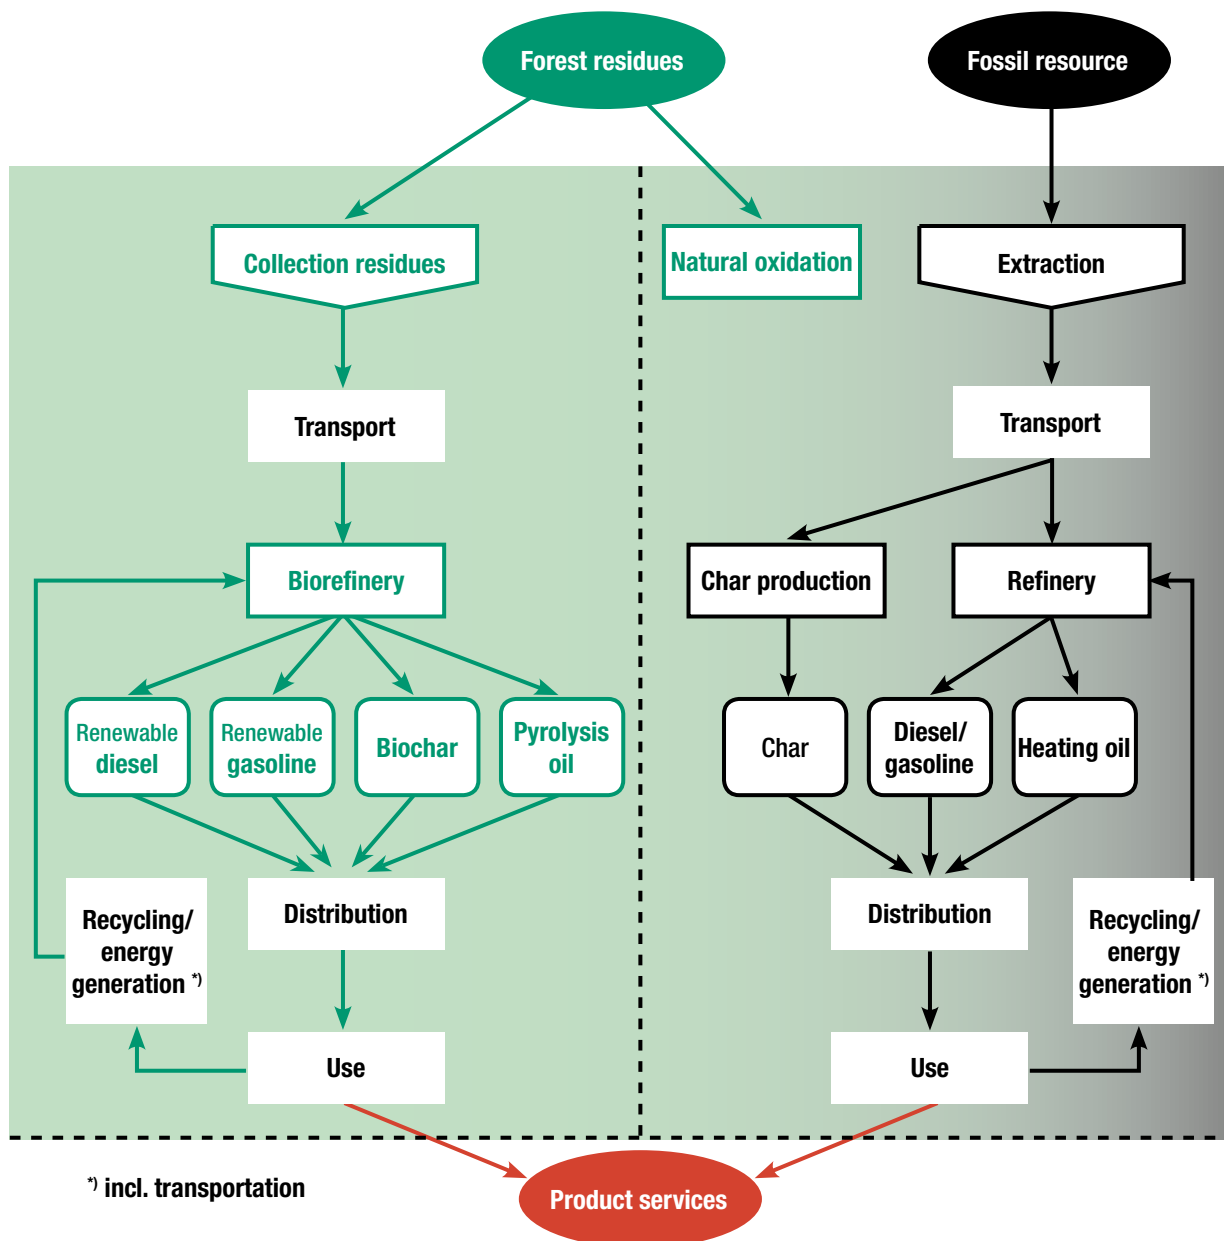 Forest residues
Fossil resource
Collection residues
Natural oxidation
Extraction
Transport
Transport
Biorefinery
Char production
Refinery
Renewable
diesel
Renewable
gasoline
Biochar
Pyrolysis
oil
Char
Diesel/
gasoline
Heating oil
Recycling/
energy
generation *)
Distribution
Distribution
Recycling/
energy
generation *)
Use
Use
*) incl. transportation
Product services